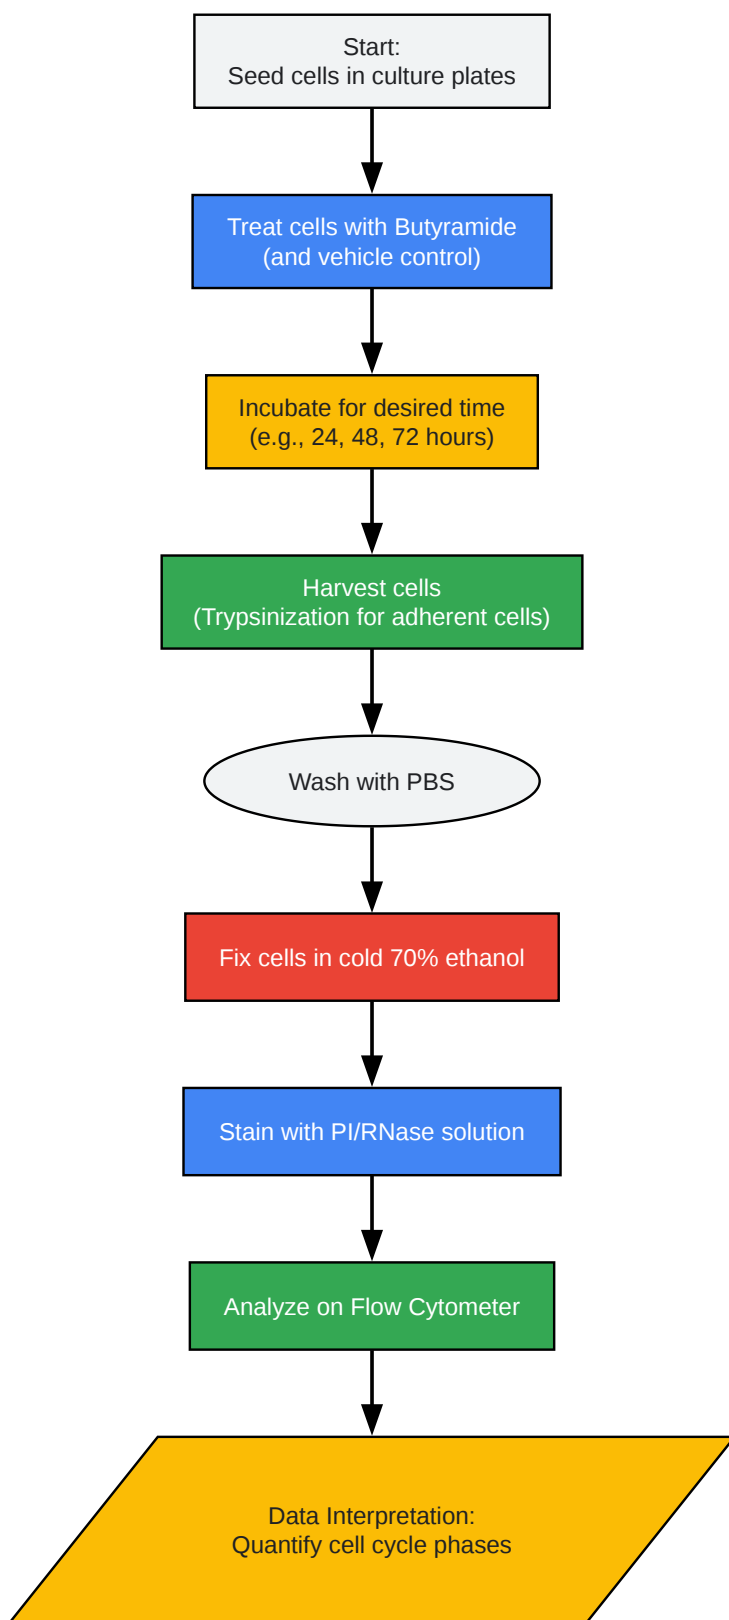 Start:
Seed cells in culture plates
Treat cells with Butyramide
(and vehicle control)
Incubate for desired time
(e.g., 24, 48, 72 hours)
Harvest cells
(Trypsinization for adherent cells)
Wash with PBS
Fix cells in cold 70% ethanol
Stain with PI/RNase solution
Analyze on Flow Cytometer
Data Interpretation:
Quantify cell cycle phases